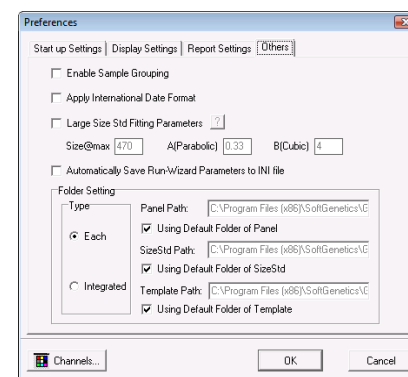 Preferences
Start up Settings Display Settings Report Settings Others
Enable Sample Grouping
Apply International Date Format
Large Size Std
Fitting Parameters ?
Size@max 470 A(Parabolic) 0.33 B(Cubic) 4
Automatically Save Run-Wizard Parameters to INI file
Folder Setting
Type
Panel Path: C:\Program Files (x86)\SoftGenetics\G
Each
Using Default Folder of Panel
SizeStd Path: C:\Program Files (x86)\SoftGenetics\G
Using Default Folder of SizeStd
Integrated
Template Path: C:\Program Files (x86)\SoftGenetics\G
Using Default Folder of Template
Channels... OK Cancel